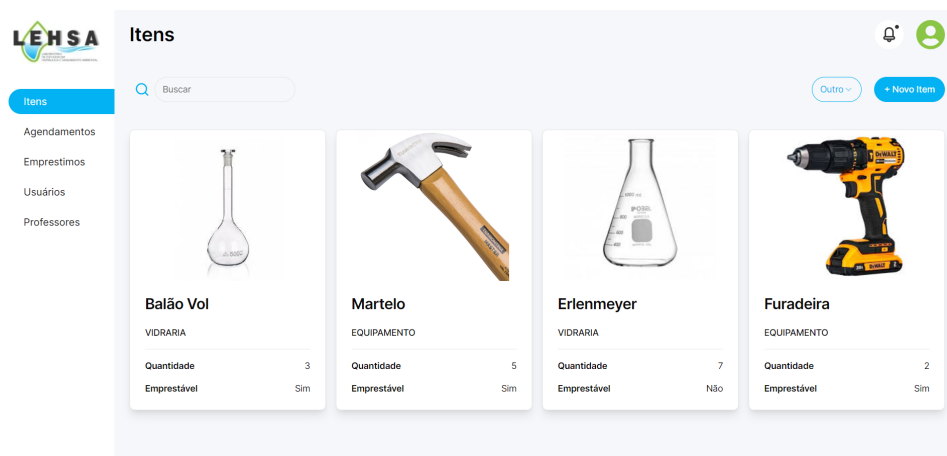 LEHSA
Itens
Buscar
Outro
+ Novo Item
Itens
Agendamentos
Emprestimos
Usuários
Professores
Balão Vol
VIDRARIA
Quantidade 3
Emprestável Sim
Martelo
EQUIPAMENTO
Quantidade 5
Emprestável Sim
Erlenmeyer
VIDRARIA
Quantidade 7
Emprestável Não
DEWALT
Furadeira
EQUIPAMENTO
Quantidade 2
Emprestável Sim